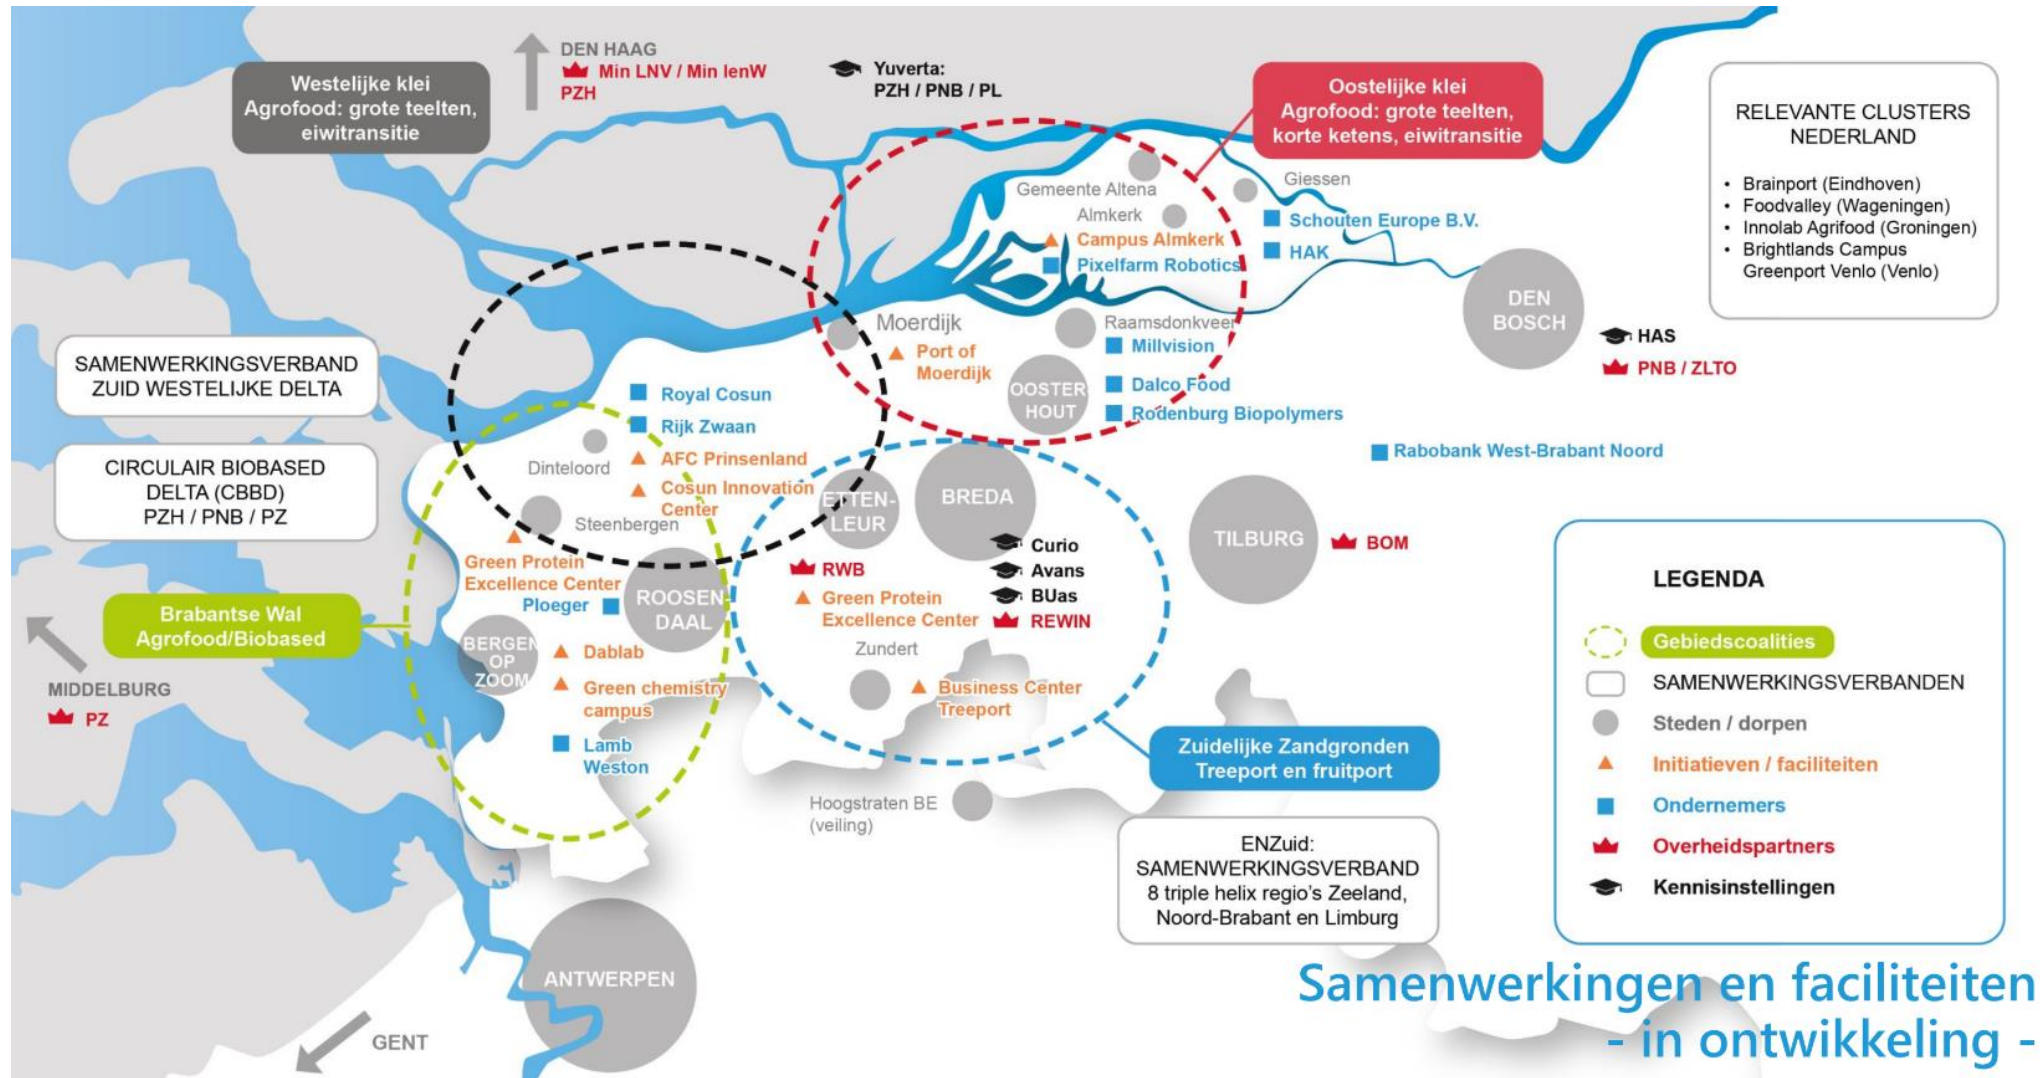 DEN HAAG
Min LNV / Min IenW
PZH
Yuverta:
PZH / PNB / PL
Westelijke klei
Agrofood: grote teelten,
eiwitransitie
Oostelijke klei
Agrofood: grote teelten,
korte ketens, eiwitransitie
RELEVANTE CLUSTERS
NEDERLAND
• Brainport (Eindhoven)
• Foodvalley (Wageningen)
• Innolab Agrifood (Groningen)
• Brightlands Campus
Greenport Venlo (Venlo)
Gemeente Altena
Giessen
Almkerk
Schouten Europe B.V.
Campus Almkerk
HAK
Pixelfarm Robotics
DEN
BOSCH
HAS
PNB / ZLTO
Moerdijk
Port of
Moerdijk
Raamsdonkveer
Millvision
OOSTER
HOUT
Dalco Food
Rodenburg Biopolymers
Rabobank West-Brabant Noord
SAMENWERKINGSVERBAND
ZUID WESTELIJKE DELTA
CIRCULAIR BIOBASED
DELTA (CBBD)
PZH / PNB / PZ
Royal Cosun
Rijk Zwaan
Dinteloord
AFC Prinsenland
Cosun Innovation
Center
Steenbergen
Green Protein
Excellence Center
Ploeger
ROOSEN-
DAAL
ETTEN-
LEUR
BREDA
TILBURG
BOM
Curio
Avans
BUas
REWIN
RWB
Green Protein
Excellence Center
Zundert
Business Center
Treeport
Brabantse Wal
Agrofood/Biobased
BERGEN
OP
ZOOM
Dablab
Green chemistry
campus
Lamb
Weston
MIDDELBURG
PZ
Zuidelijke Zandgronden
Treeport en fruitport
Hoogstraten BE
(veiling)
ENZuid:
SAMENWERKINGSVERBAND
8 triple helix regio's Zeeland,
Noord-Brabant en Limburg
LEGENDA
Gebiedscoalities
SAMENWERKINGSVERBANDEN
Steden / dorpen
Initiatieven / faciliteiten
Ondernemers
Overheidspartners
Kennisinstellingen
ANTWERPEN
GENT
Samenwerkingen en faciliteiten
- in ontwikkeling -